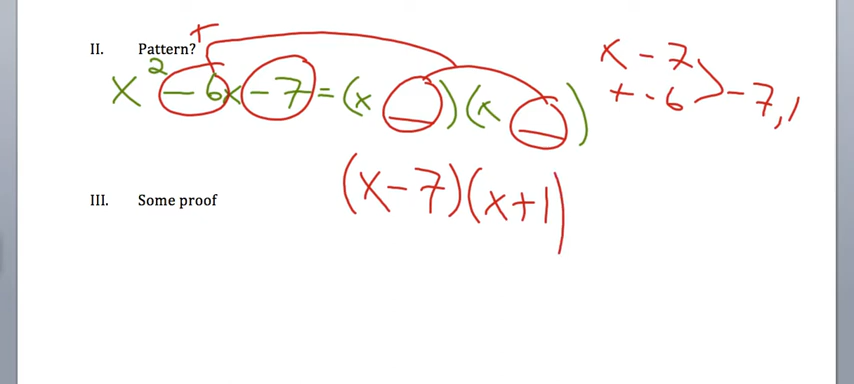 II. Pattern? +
x - 7
x² - 6x - 7 = (x _ ) (x _ )
+ - 6
- 7, 1
(x - 7) (x + 1)
III. Some proof